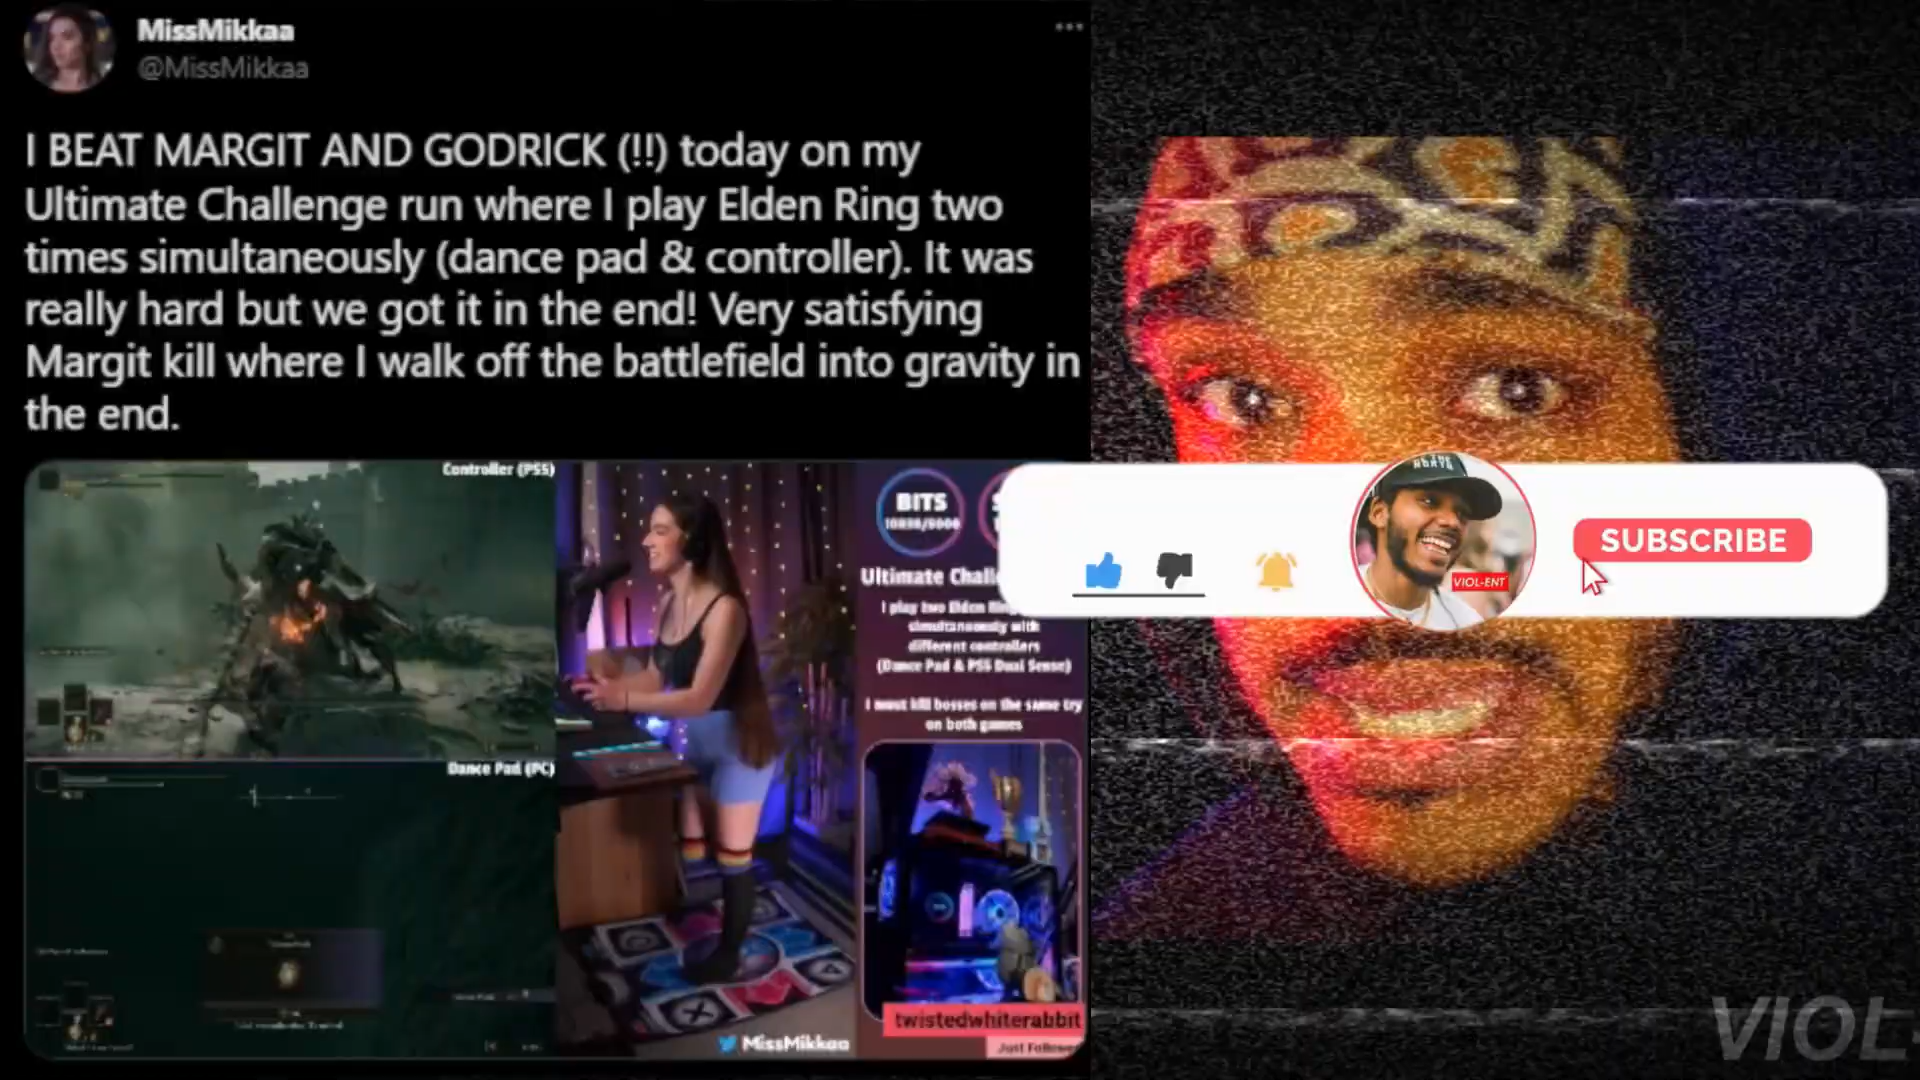 MissMikkaa
@MissMikkaa
I BEAT MARGIT AND GODRICK (!!) today on my
Ultimate Challenge run where I play Elden Ring two
times simultaneously (dance pad & controller). It was
really hard but we got it in the end! Very satisfying
Margit kill where I walk off the battlefield into gravity in
the end.
Controller (PS5)
BITS
Ultimate Chall
I play two Elden Ring
simultaneously with
different controllers
(Dance Pad & PS5 Dual Sense)
I must kill bosses on the same try
on both games
Dance Pad (PC)
twistedwhiterabbit
Just Followe
MissMikkaa
VIOL-ENT
SUBSCRIBE
VIOL-